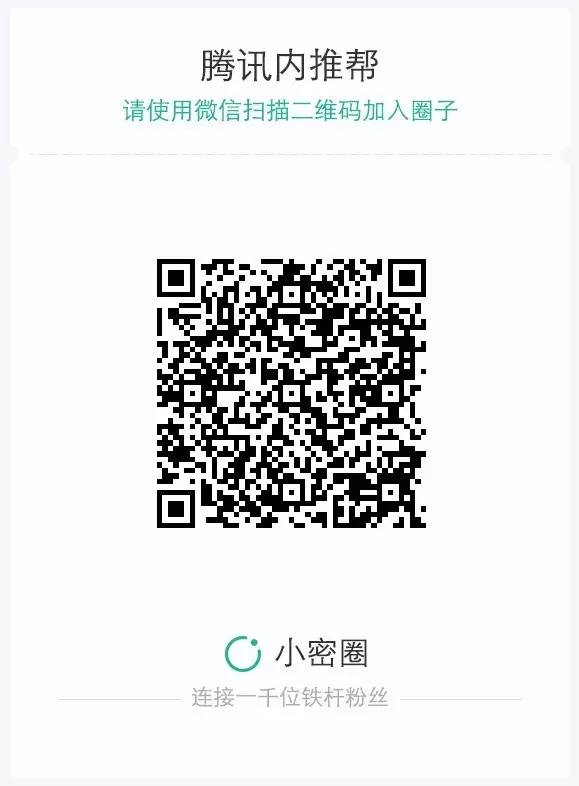 腾讯内推帮
请使用微信扫描二维码加入圈子
小密圈
连接一千位铁杆粉丝